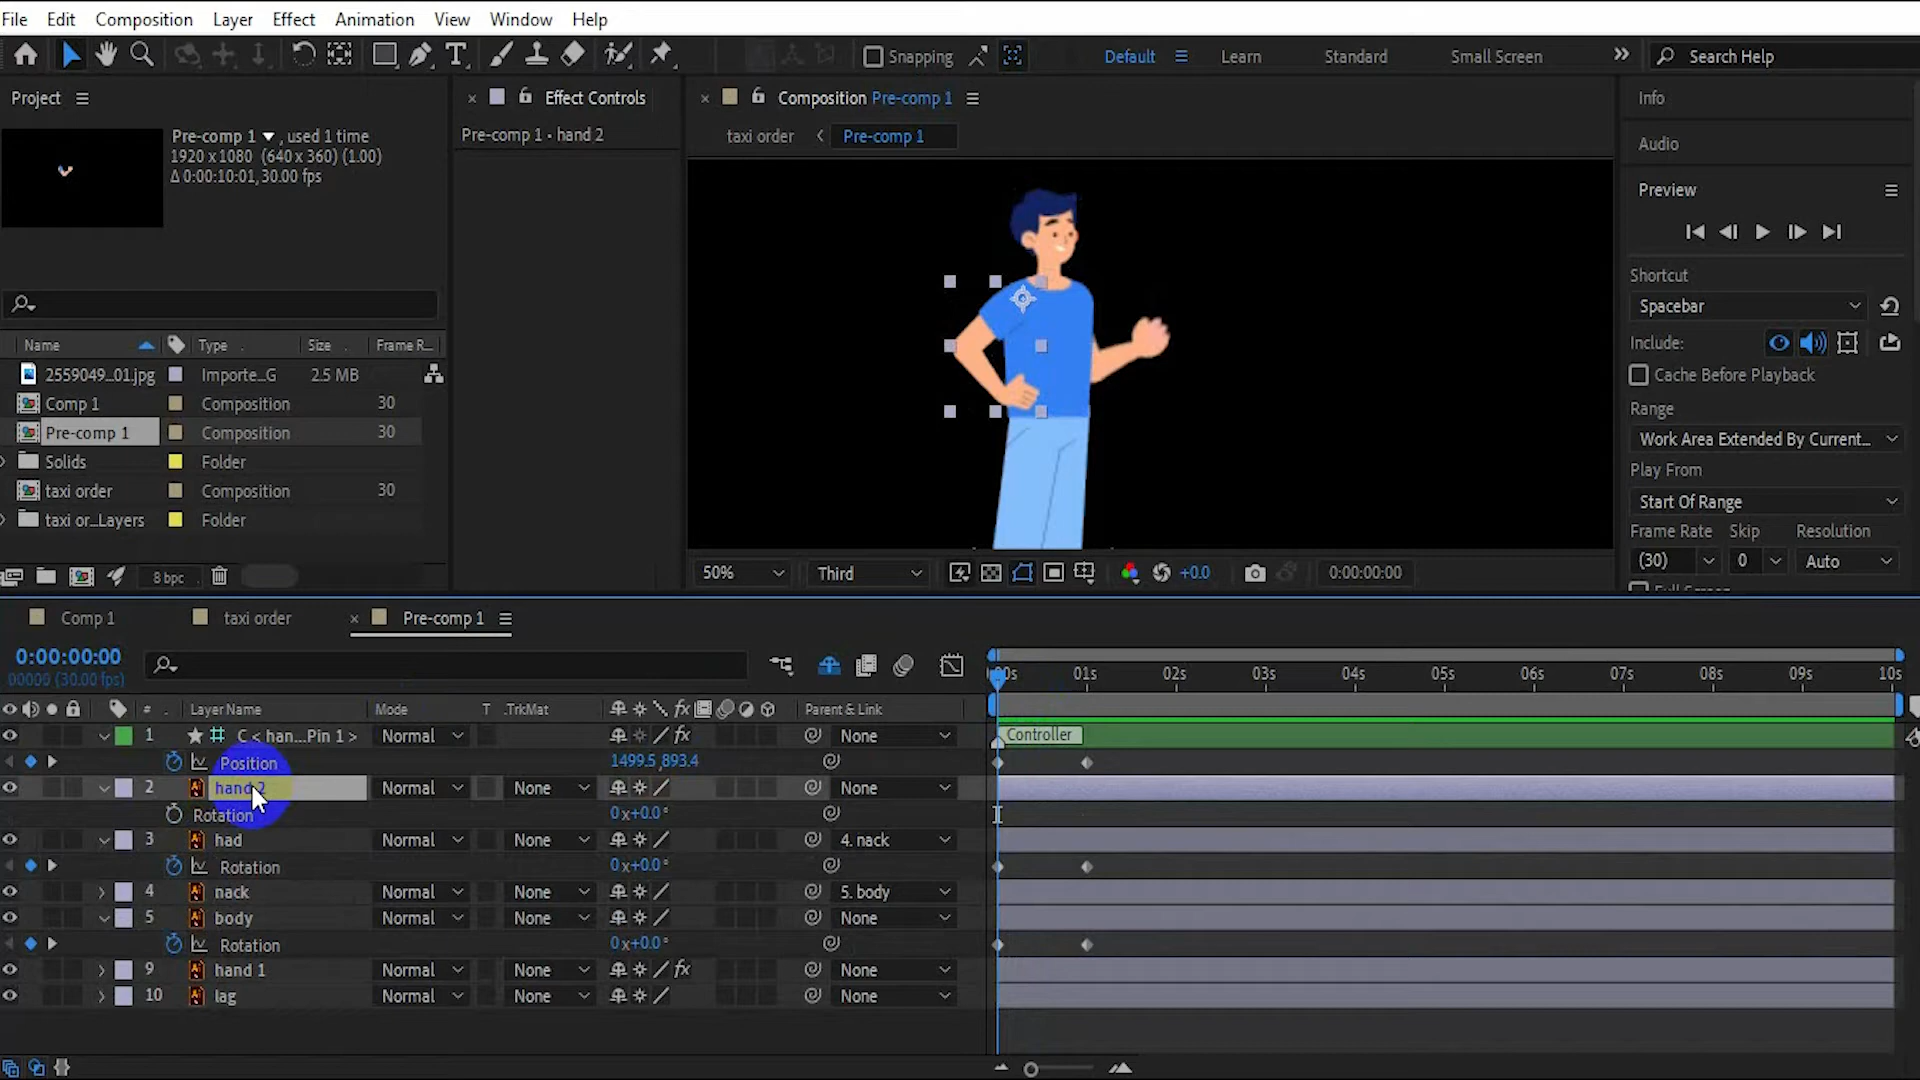 File Edit Composition Layer Effect Animation View Window Help
Snapping Default Learn Standard Small Screen Search Help
Project
Pre-comp 1 , used 1 time
1920 x1080 (640 x 360) (1.00)
Δ 0:00:10:01, 30.00 fps
Name Type Size Frame R...
2559049...01.jpg Importe...G 2.5 MB
Comp 1 Composition 30
Pre-comp 1 Composition 30
Solids Folder
taxi order Composition 30
taxi or...Layers Folder
8 bpc
Effect Controls
Pre-comp 1 • hand 2
Composition Pre-comp 1
taxi order Pre-comp 1
50% Third +0.0 0:00:00:00
Info
Audio
Preview
Shortcut
Spacebar
Include:
Cache Before Playback
Range
Work Area Extended By Current...
Play From
Start Of Range
Frame Rate Skip Resolution
(30) 0 Auto
Full Screen
Comp 1 taxi order Pre-comp 1
0:00:00:00
00000 (30.00 fps)
00s 01s 02s 03s 04s 05s 06s 07s 08s 09s 10s
# Layer Name Mode T .TrkMat fx Parent & Link
1 C < han...Pin 1 > Normal fx None Controller
Position 1499.5,893.4
2 hand 2 Normal None None
Rotation 0x+0.0°
3 had Normal None 4. nack
Rotation 0x+0.0°
4 nack Normal None 5. body
5 body Normal None None
Rotation 0x+0.0°
9 hand 1 Normal None fx None
10 lag Normal None None